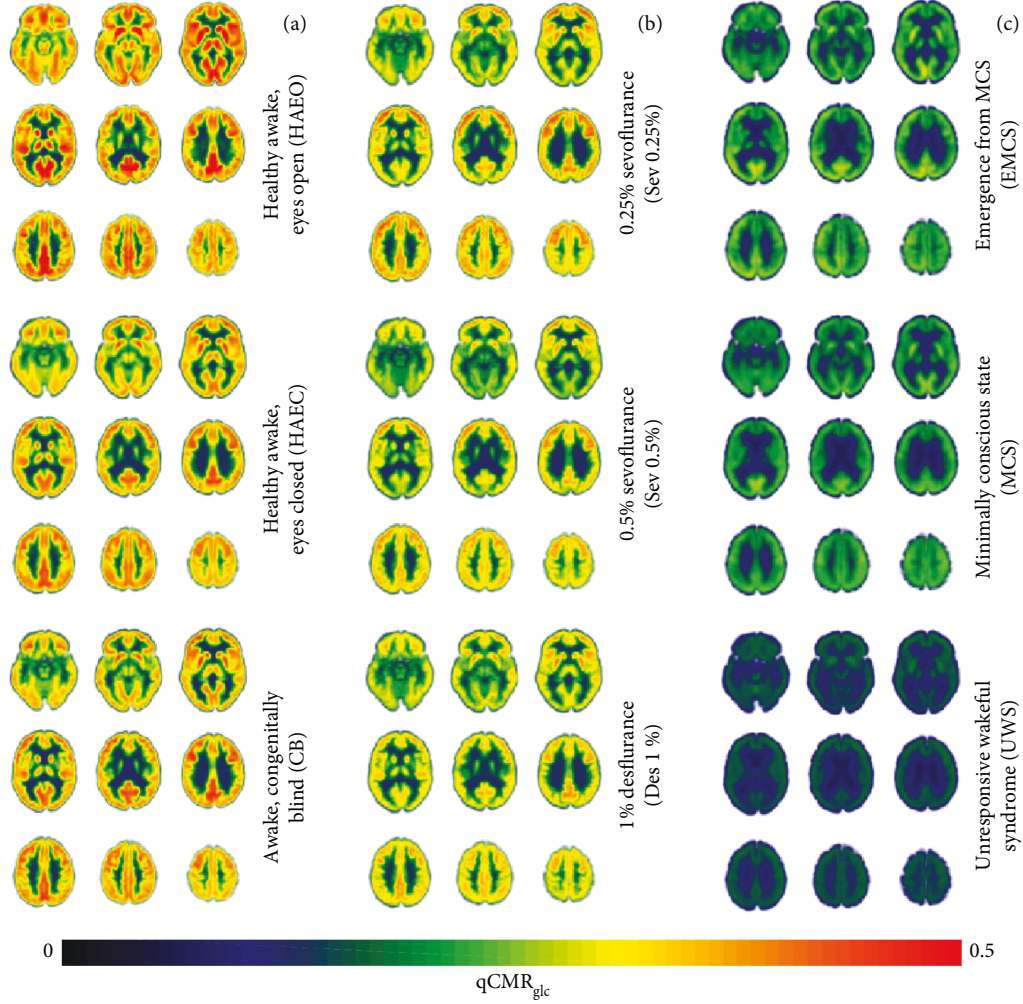 (a)
Healthy awake,
eyes open (HAEO)
Healthy awake,
eyes closed (HAEC)
Awake, congenitally
blind (CB)
(b)
0.25% sevoflurance
(Sev 0.25%)
0.5% sevoflurance
(Sev 0.5%)
1% desflurance
(Des 1 %)
(c)
Emergence from MCS
(EMCS)
Minimally conscious state
(MCS)
Unresponsive wakeful
syndrome (UWS)
0
0.5
qCMRglc